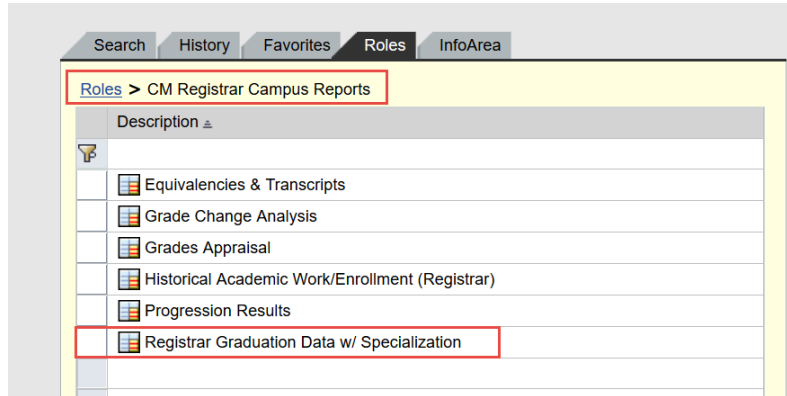 Search History Favorites Roles InfoArea
Roles > CM Registrar Campus Reports
Description
Equivalencies & Transcripts
Grade Change Analysis
Grades Appraisal
Historical Academic Work/Enrollment (Registrar)
Progression Results
Registrar Graduation Data w/ Specialization